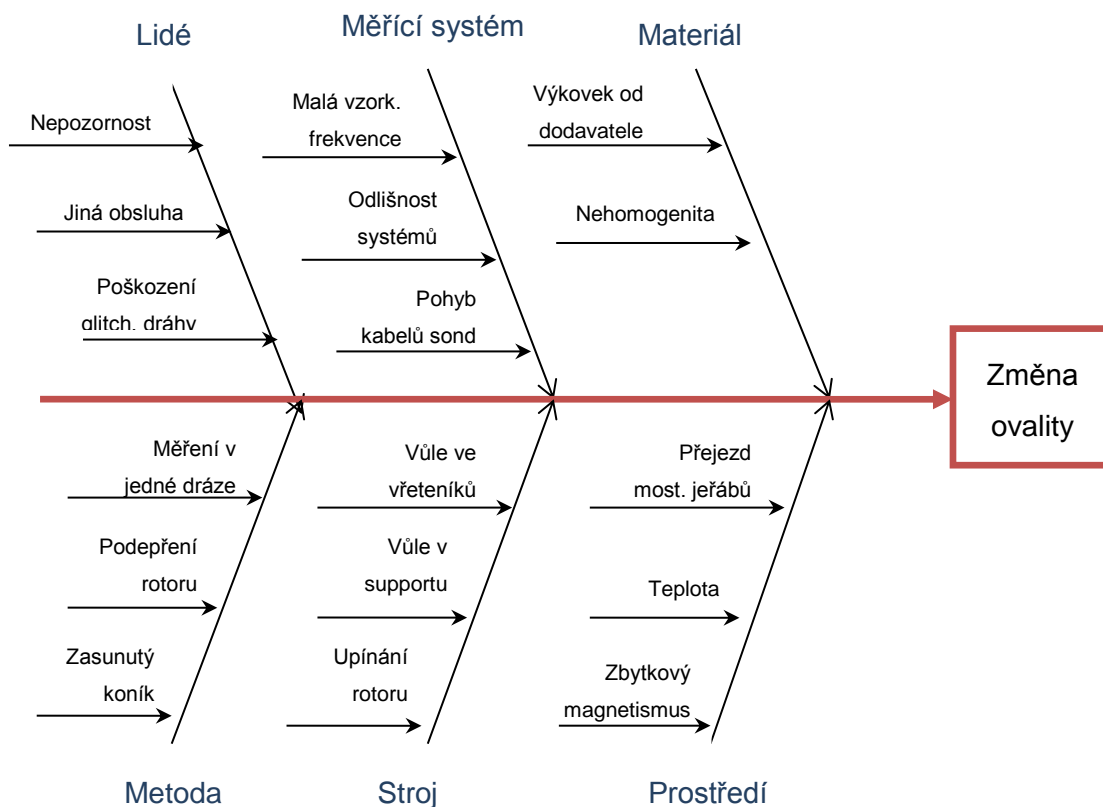 Lidé
Měřící systém
Materiál
Nepozornost
Jiná obsluha
Poškození
glitch. dráhy
Malá vzork.
frekvence
Odlišnost
systémů
Pohyb
kabelů sond
Výkovek od
dodavatele
Nehomogenita
Změna
ovality
Měření v
jedné dráze
Podepření
rotoru
Zasunutý
koník
Vůle ve
vřeteníků
Vůle v
supportu
Upínání
rotoru
Přejezd
most. jeřábů
Teplota
Zbytkový
magnetismus
Metoda
Stroj
Prostředí